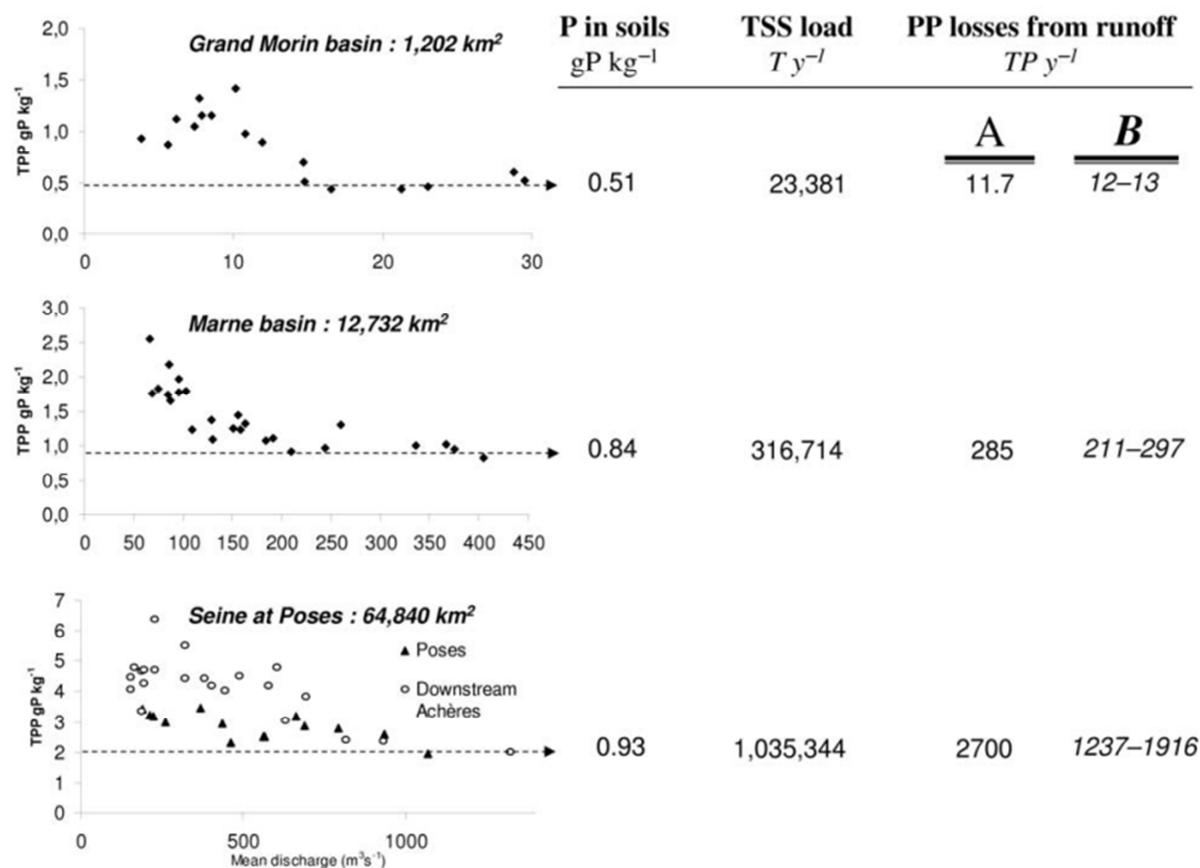 P in soils TSS load PP losses from runoff
gP kg⁻¹ T y⁻¹ TP y⁻¹
A B
Grand Morin basin : 1,202 km²
TPP gP kg⁻¹
2,0
1,5
1,0
0,5
0,0
0 10 20 30
0.51 23,381 11.7 12–13
Marne basin : 12,732 km²
TPP gP kg⁻¹
3,0
2,5
2,0
1,5
1,0
0,5
0,0
0 50 100 150 200 250 300 350 400 450
0.84 316,714 285 211–297
Seine at Poses : 64,840 km²
Poses
Downstream
Achères
TPP gP kg⁻¹
7
6
5
4
3
2
1
0
0 500 1000
Mean discharge (m³s⁻¹)
0.93 1,035,344 2700 1237–1916